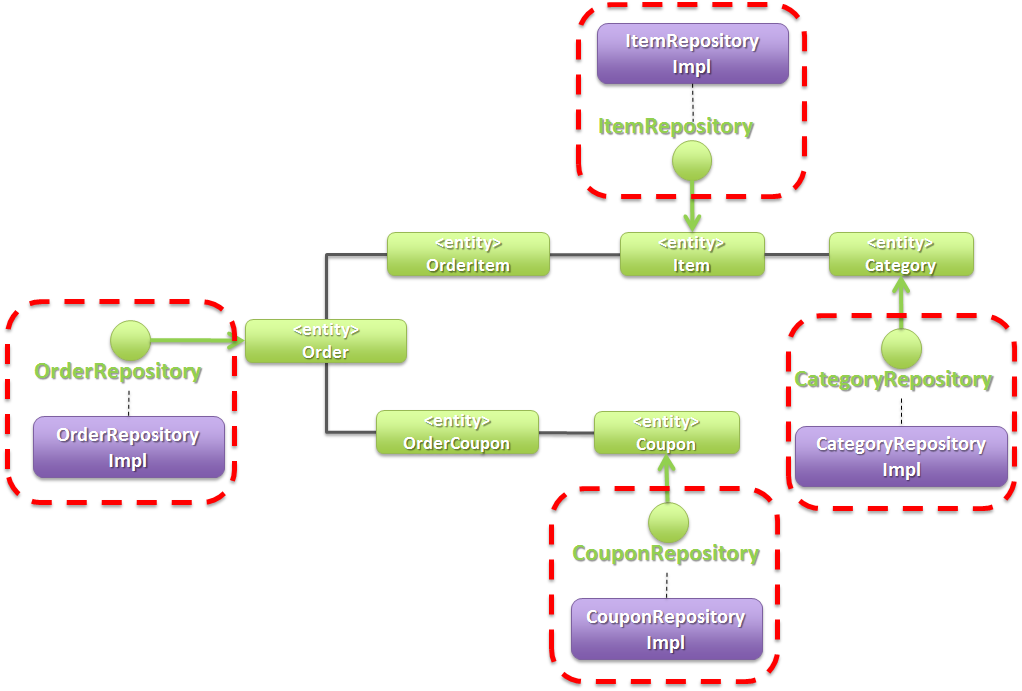 ItemRepository
Impl
ItemRepository
<entity>
OrderItem
<entity>
Item
<entity>
Category
<entity>
Order
OrderRepository
OrderRepository
Impl
CategoryRepository
CategoryRepository
Impl
<entity>
OrderCoupon
<entity>
Coupon
CouponRepository
CouponRepository
Impl